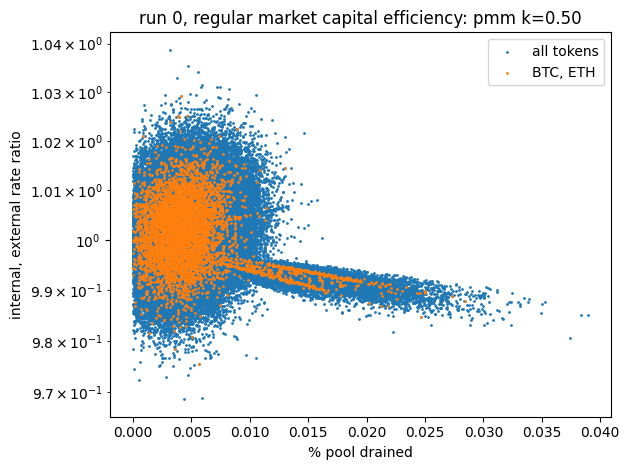 run 0, regular market capital efficiency: pmm k=0.50
all tokens
BTC, ETH
internal, external rate ratio
1.04 × 10⁰
1.03 × 10⁰
1.02 × 10⁰
1.01 × 10⁰
10⁰
9.9 × 10⁻¹
9.8 × 10⁻¹
9.7 × 10⁻¹
0.000 0.005 0.010 0.015 0.020 0.025 0.030 0.035 0.040
% pool drained